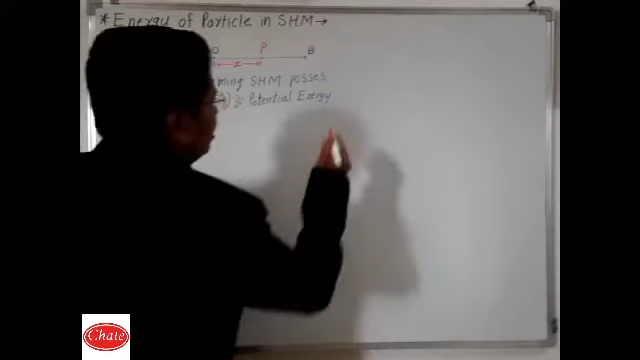 * Energy of Particle in SHM →
O P B
x
ming SHM posses
Potential Energy
Chate